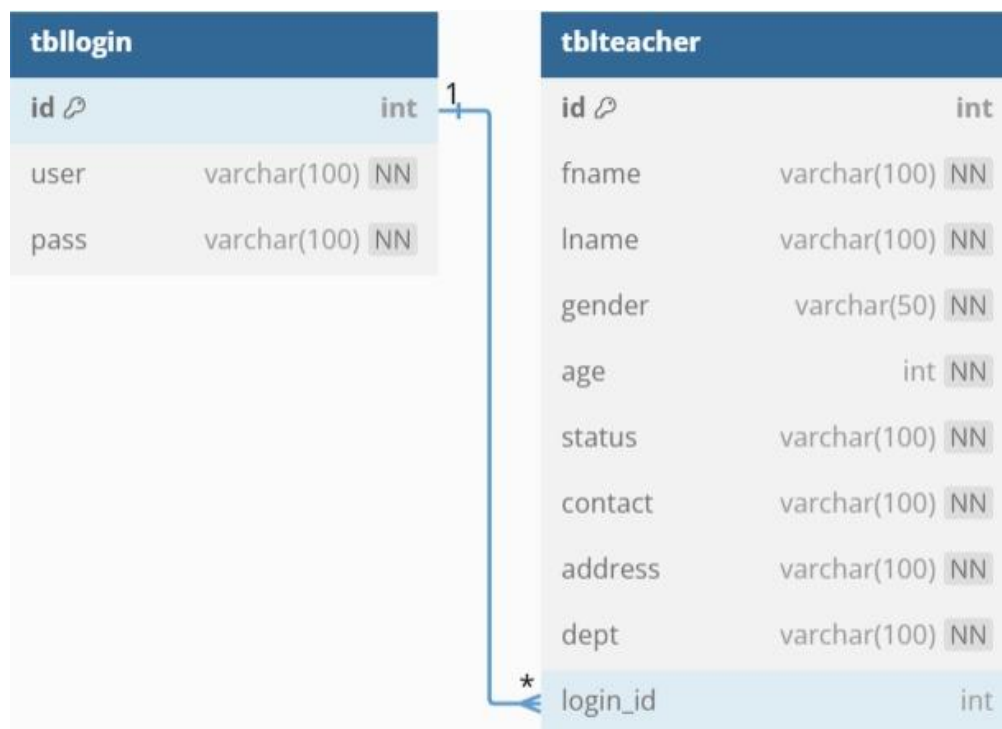 tbllogin
id int
user varchar(100) NN
pass varchar(100) NN
1
*
tblteacher
id int
fname varchar(100) NN
lname varchar(100) NN
gender varchar(50) NN
age int NN
status varchar(100) NN
contact varchar(100) NN
address varchar(100) NN
dept varchar(100) NN
login_id int